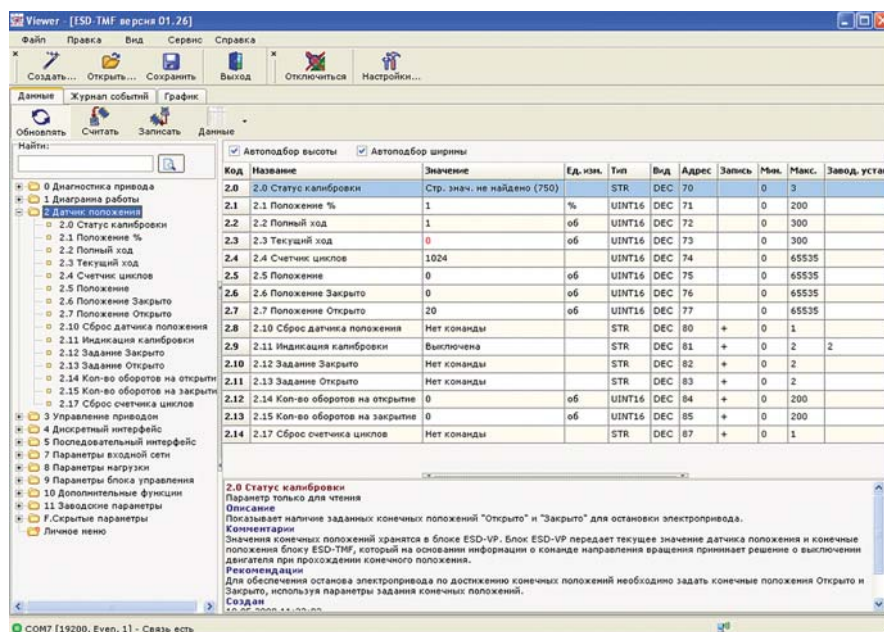 Viewer - [ESD-TMF версия 01.26]
Файл Правка Вид Сервис Справка
Создать... Открыть... Сохранить Выход Отключиться Настройки...
Данные Журнал событий График
Обновлять Считать Записать Данные
Найти:
0 Диагностика привода
1 Диаграмма работы
2 Датчик положения
2.0 Статус калибровки
2.1 Положение %
2.2 Полный ход
2.3 Текущий ход
2.4 Счетчик циклов
2.5 Положение
2.6 Положение Закрыто
2.7 Положение Открыто
2.10 Сброс датчика положения
2.11 Индикация калибровки
2.12 Задание Закрыто
2.13 Задание Открыто
2.14 Кол-во оборотов на открыти
2.15 Кол-во оборотов на закрыти
2.17 Сброс счетчика циклов
3 Управление приводом
4 Дискретный интерфейс
5 Последовательный интерфейс
7 Параметры входной сети
8 Параметры нагрузки
9 Параметры блока управления
10 Дополнительные функции
11 Заводские параметры
F.Скрытые параметры
Личное меню
Автоподбор высоты Автоподбор ширины
Код Название Значение Ед. изм. Тип Вид Адрес Запись Мин. Макс. Завод. уста
2.0 2.0 Статус калибровки Стр. знач. не найдено (750) STR DEC 70 0 3
2.1 2.1 Положение % 1 % UINT16 DEC 71 0 200
2.2 2.2 Полный ход 1 об UINT16 DEC 72 0 300
2.3 2.3 Текущий ход 0 об UINT16 DEC 73 0 300
2.4 2.4 Счетчик циклов 1024 UINT16 DEC 74 0 65535
2.5 2.5 Положение 0 об UINT16 DEC 75 0 65535
2.6 2.6 Положение Закрыто 0 об UINT16 DEC 76 0 65535
2.7 2.7 Положение Открыто 20 об UINT16 DEC 77 0 65535
2.8 2.10 Сброс датчика положения Нет команды STR DEC 80 + 0 1
2.9 2.11 Индикация калибровки Выключена STR DEC 81 + 0 2 2
2.10 2.12 Задание Закрыто Нет команды STR DEC 82 + 0 2
2.11 2.13 Задание Открыто Нет команды STR DEC 83 + 0 2
2.12 2.14 Кол-во оборотов на открытие 0 об UINT16 DEC 84 + 0 200
2.13 2.15 Кол-во оборотов на закрытие 0 об UINT16 DEC 85 + 0 200
2.14 2.17 Сброс счетчика циклов Нет команды STR DEC 87 + 0 1
2.0 Статус калибровки
Параметр только для чтения
Описание
Показывает наличие заданных конечных положений "Открыто" и "Закрыто" для остановки электропривода.
Комментарии
Значения конечных положений хранятся в блоке ESD-VP. Блок ESD-VP передает текущее значение датчика положения и конечные
положения блоку ESD-TMF, который на основании информации о команде направления вращения принимает решение о выключении
двигателя при прохождении конечного положения.
Рекомендации
Для обеспечения останова электропривода по достижению конечных положений необходимо задать конечные положения Открыто и
Закрыто, используя параметры задания конечных положений.
Создан
COM7 [19200, Even, 1] - Связь есть